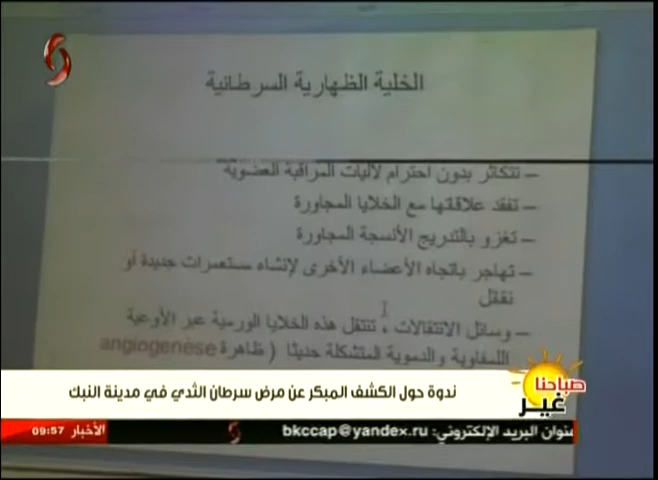 الخلية الظهارية السرطانية
– تتكاثر بدون احترام لآليات المراقبة العضوية
– تفقد علاقاتها مع الخلايا المجاورة
– تغزو بالتدريج الأنسجة المجاورة
– تهاجر باتجاه الأعضاء الأخرى لإنشاء مستعمرات جديدة أو
نقائل
– وسائل الانتقالات ، تنتقل هذه الخلايا الورمية عبر الأوعية
اللمفاوية والدموية المتشكلة حديثا ( ظاهرة angiogenèse
ندوة حول الكشف المبكر عن مرض سرطان الثدي في مدينة النبك
صباحنا
غير
عنوان البريد الإلكتروني: bkccap@yandex.ru
الأخبار 09:57